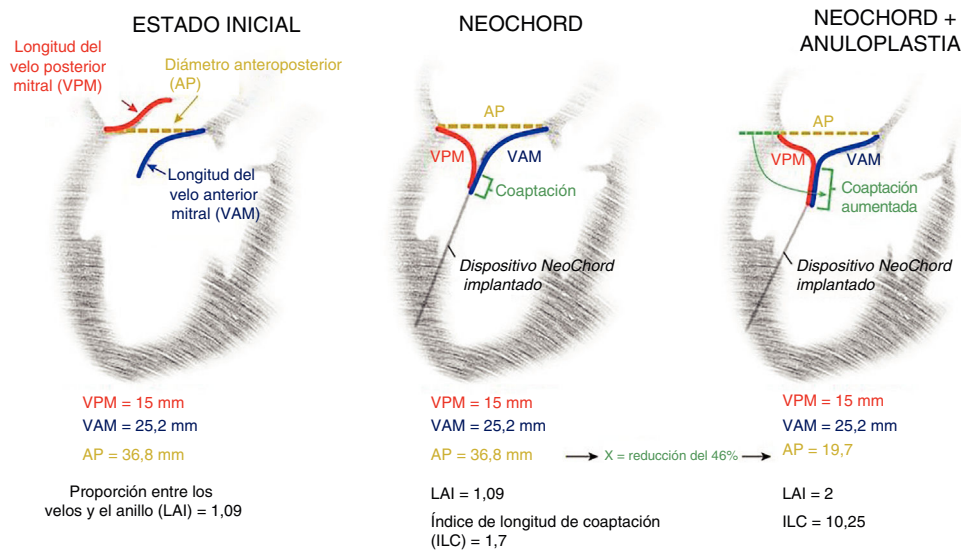 ESTADO INICIAL
Longitud del
velo posterior
mitral (VPM)
Diámetro anteroposterior
(AP)
Longitud del
velo anterior
mitral (VAM)
VPM = 15 mm
VAM = 25,2 mm
AP = 36,8 mm
Proporción entre los
velos y el anillo (LAI) = 1,09
NEOCHORD
AP
VPM
VAM
Coaptación
Dispositivo NeoChord
implantado
VPM = 15 mm
VAM = 25,2 mm
AP = 36,8 mm
X = reducción del 46%
LAI = 1,09
Índice de longitud de coaptación
(ILC) = 1,7
NEOCHORD +
ANULOPLASTIA
AP
VPM
VAM
Coaptación
aumentada
Dispositivo NeoChord
implantado
VPM = 15 mm
VAM = 25,2 mm
AP = 19,7
LAI = 2
ILC = 10,25